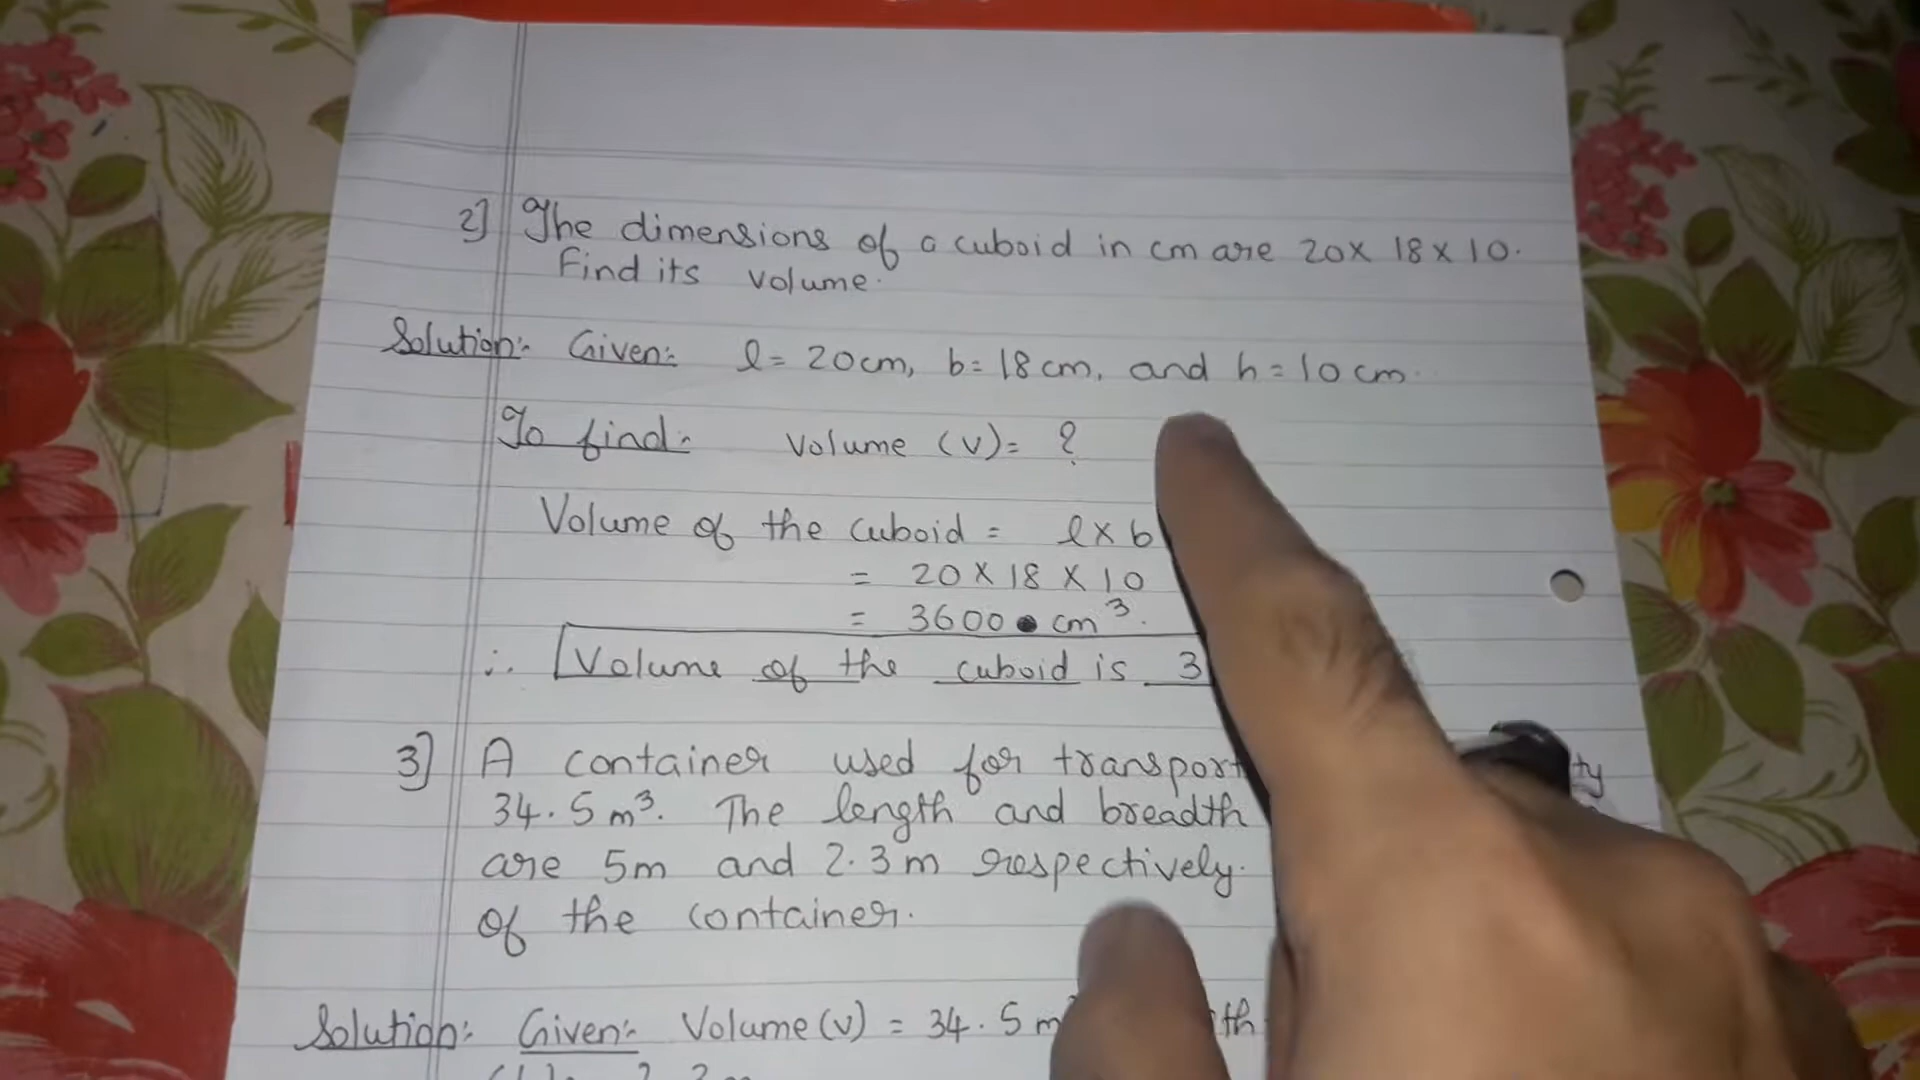 2] The dimensions of a cuboid in cm are 20 x 18 x 10.
Find its volume.
Solution:- Given:- l = 20cm, b = 18 cm, and h = 10 cm.
To find:- Volume (V) = ?
Volume of the cuboid = l x b
= 20 x 18 x 10
= 3600 cm³.
∴ Volume of the cuboid is 3
3] A container used for transport ty
34.5 m³. The length and breadth
are 5m and 2.3 m respectively.
of the container.
Solution:- Given:- Volume (V) = 34.5 m th